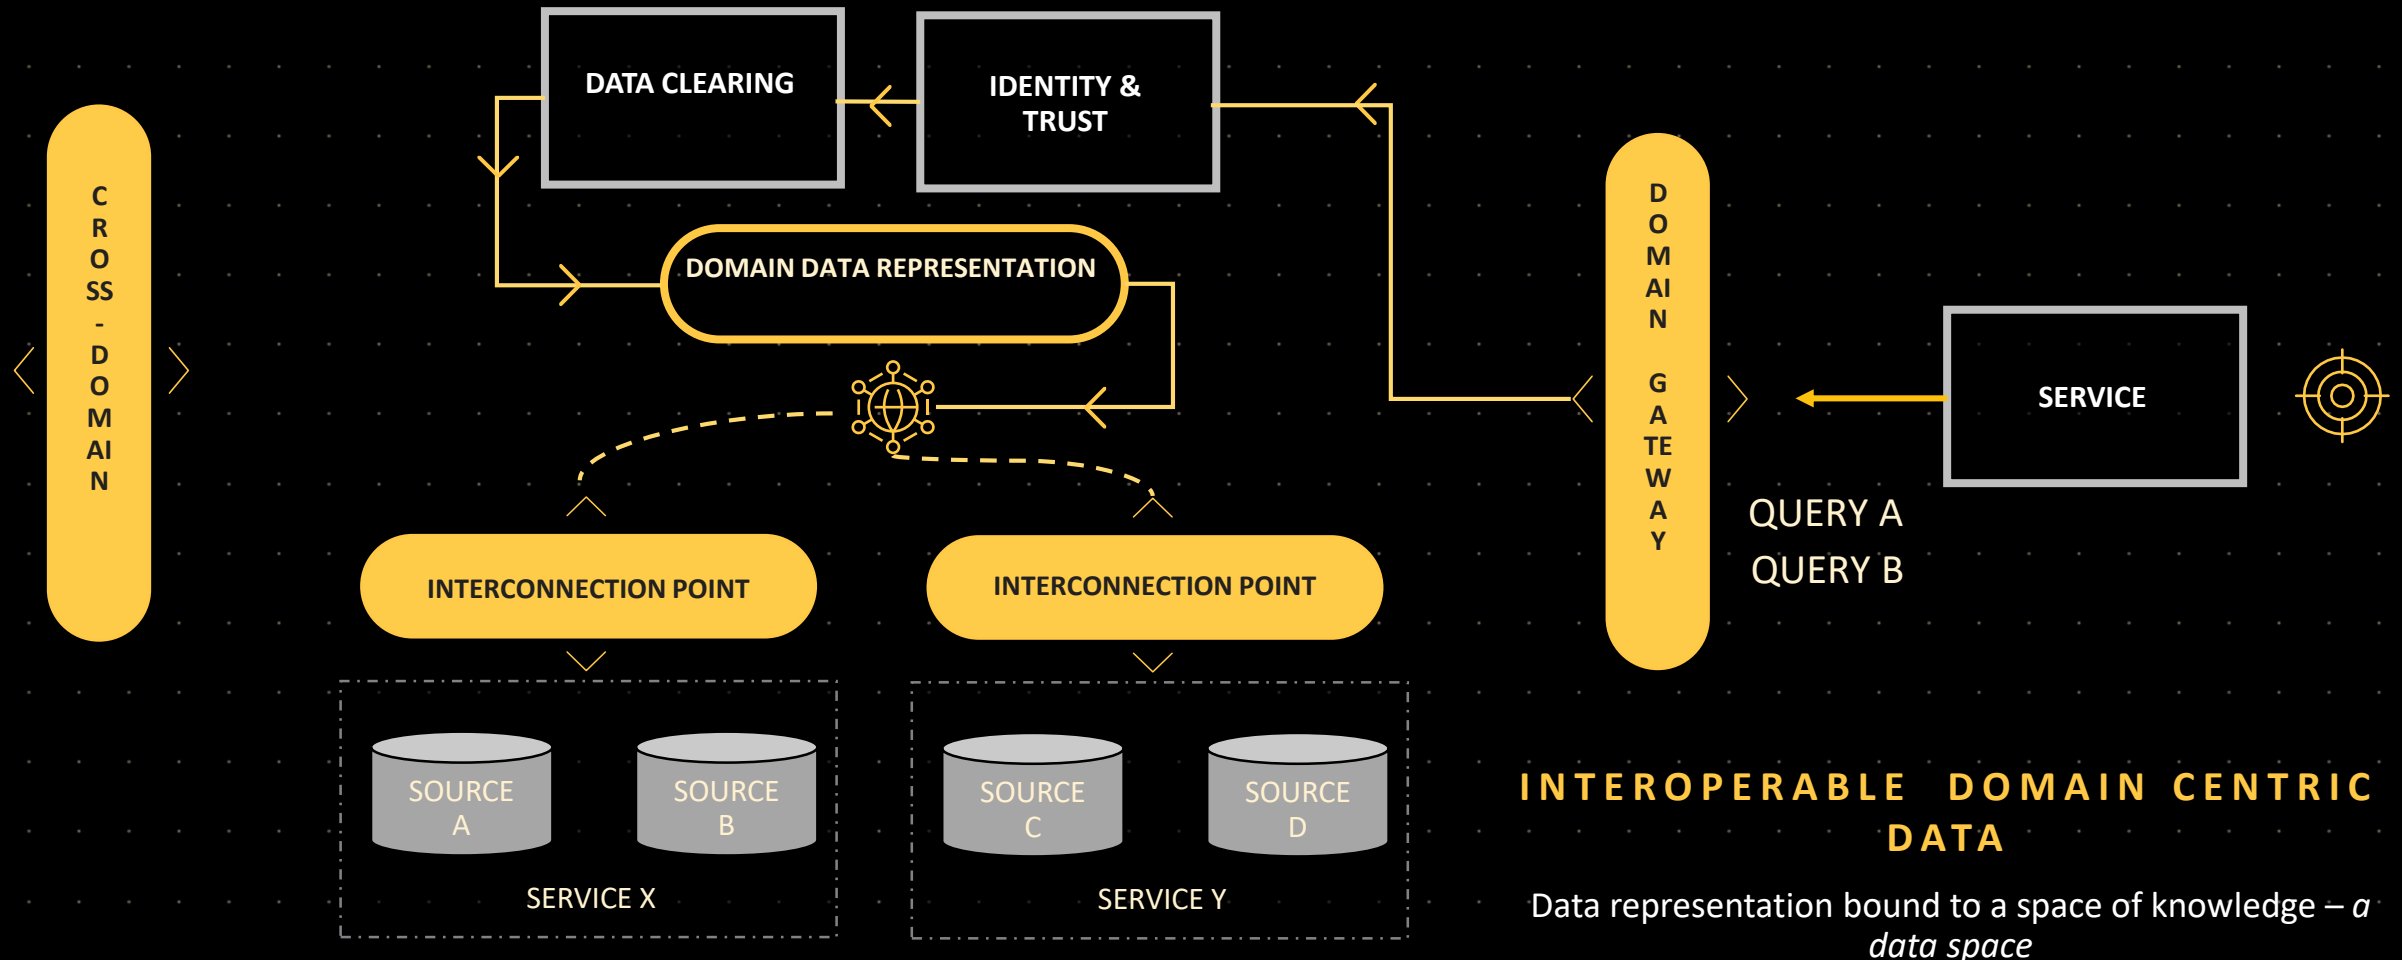 DATA CLEARING
IDENTITY &
TRUST
C
R
O
SS
-
D
O
M
AI
N
DOMAIN DATA REPRESENTATION
D
O
M
AI
N
G
A
TE
W
A
Y
SERVICE
QUERY A
QUERY B
INTERCONNECTION POINT
INTERCONNECTION POINT
SOURCE
A
SOURCE
B
SERVICE X
SOURCE
C
SOURCE
D
SERVICE Y
INTEROPERABLE DOMAIN CENTRIC
DATA
Data representation bound to a space of knowledge – a
data space